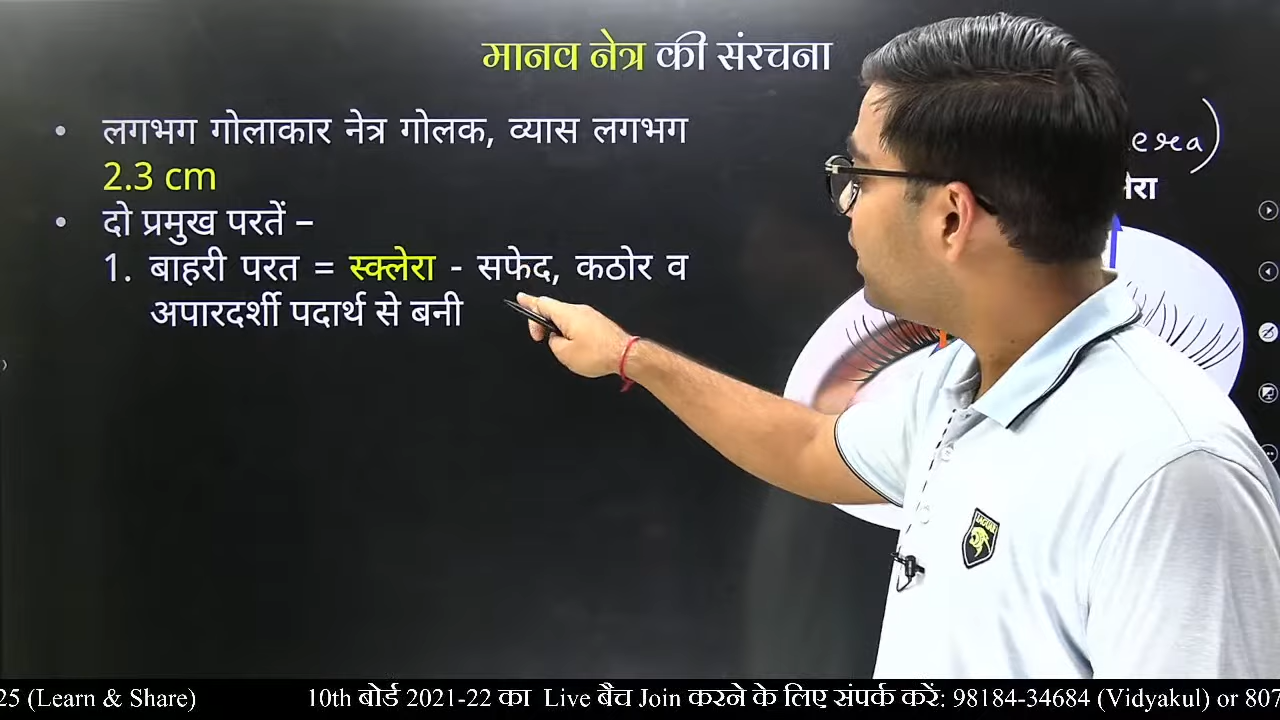 मानव नेत्र की संरचना
• लगभग गोलाकार नेत्र गोलक, व्यास लगभग
2.3 cm
• दो प्रमुख परतें –
1. बाहरी परत = स्क्लेरा - सफेद, कठोर व
अपारदर्शी पदार्थ से बनी
JAGUAR
25 (Learn & Share) 10th बोर्ड 2021-22 का Live बैच Join करने के लिए संपर्क करें: 98184-34684 (Vidyakul) or 807